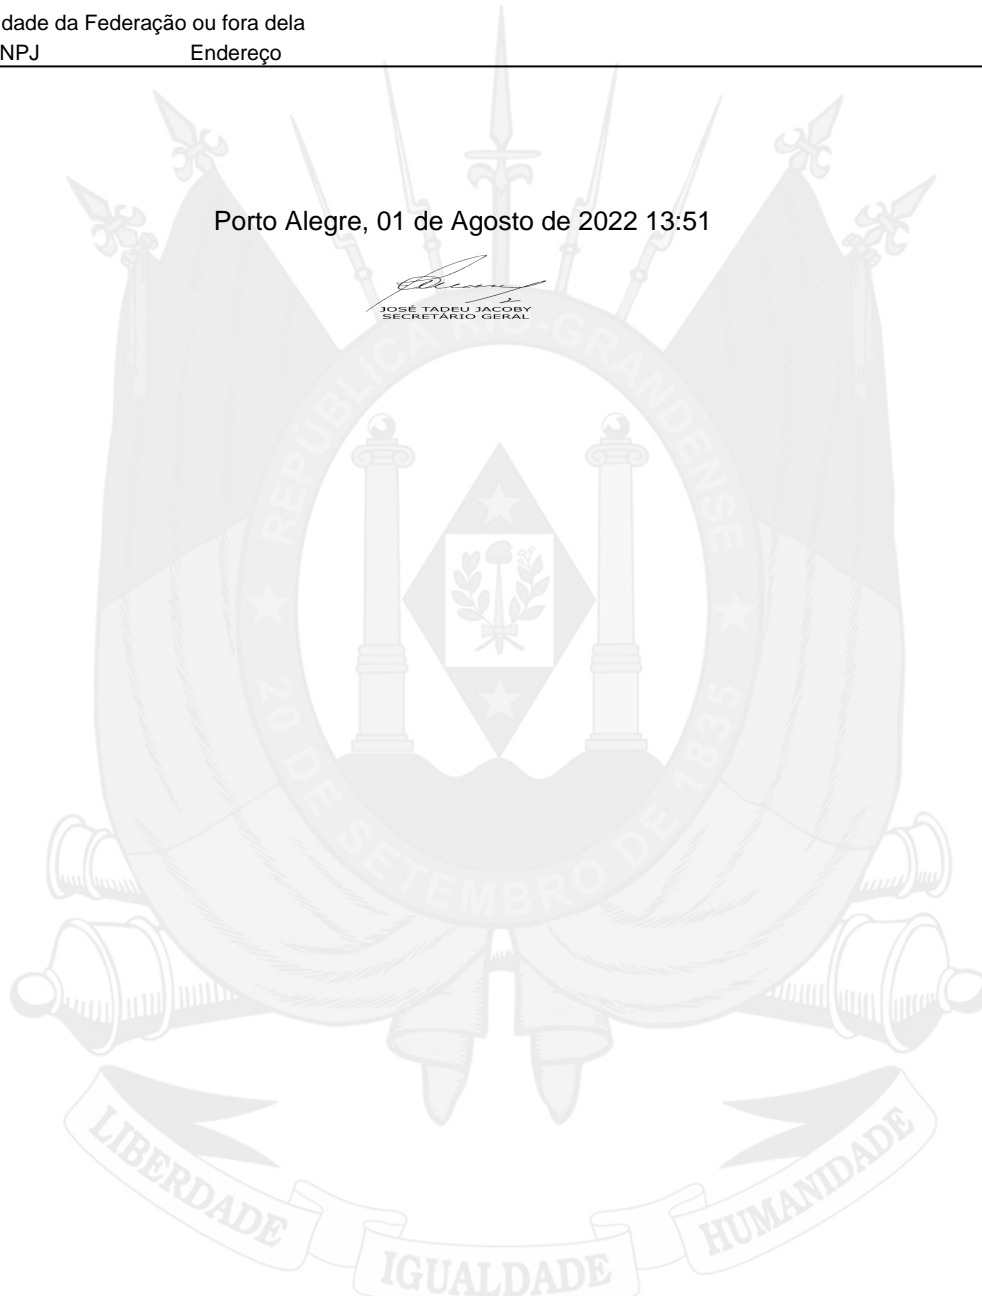 dade da Federação ou fora dela
NPJ Endereço
Porto Alegre, 01 de Agosto de 2022 13:51
JOSÉ TADEU JACOBY
SECRETÁRIO GERAL
REPÚBLICA RIO-GRANDENSE
20 DE SETEMBRO DE 1835
LIBERDADE
IGUALDADE
HUMANIDADE